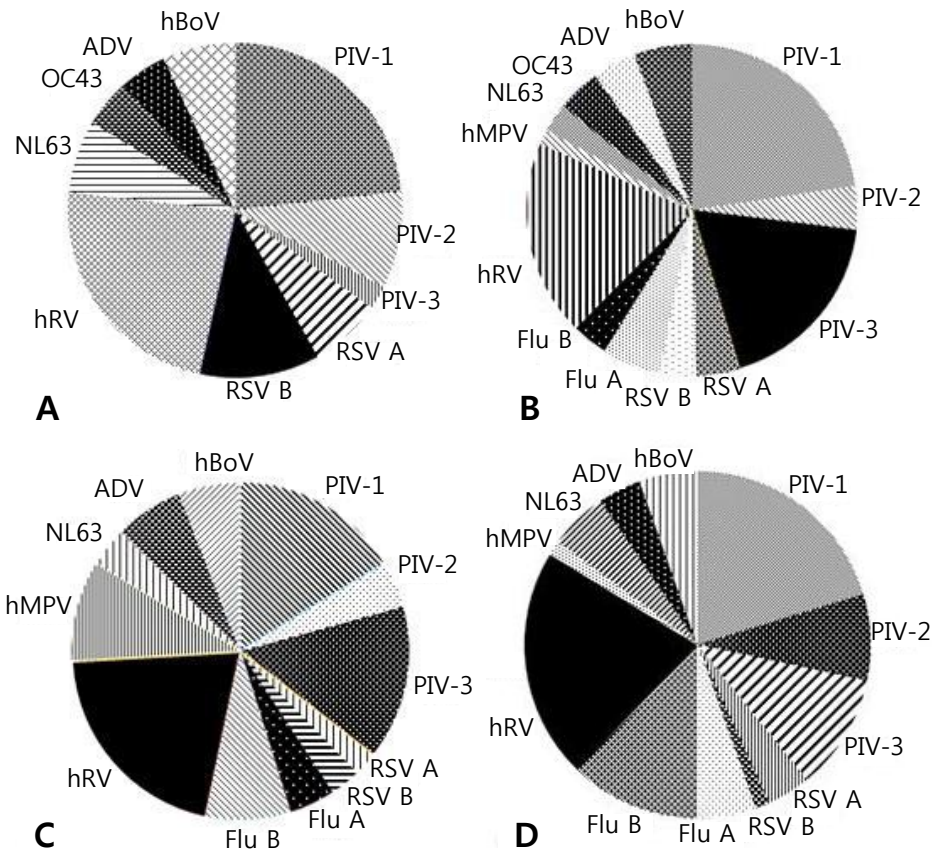 hBoV
PIV-1
PIV-2
PIV-3
RSV A
RSV B
hRV
NL63
OC43
ADV
A
hBoV
PIV-1
PIV-2
PIV-3
RSV A
RSV B
Flu A
Flu B
hRV
hMPV
NL63
OC43
ADV
B
hBoV
PIV-1
PIV-2
PIV-3
RSV A
RSV B
Flu A
Flu B
hRV
hMPV
NL63
ADV
C
hBoV
PIV-1
PIV-2
PIV-3
RSV A
RSV B
Flu A
Flu B
hRV
hMPV
NL63
ADV
D